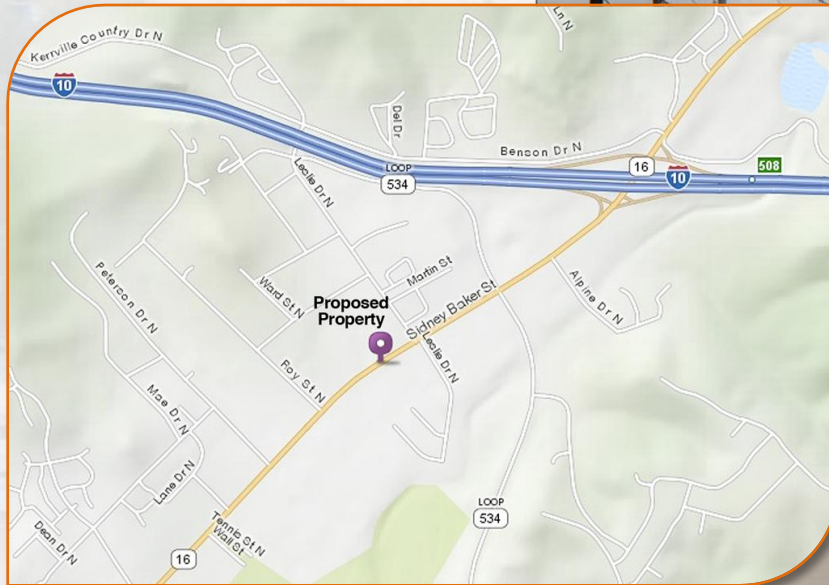 Ln N
Kerrville Country Dr N
10
Del Dr
Benson Dr N
16
508
10
LOOP
534
Leslie Dr N
Martin St
Ward St N
Peterson Dr N
Alpine Dr N
Sidney Baker St
Proposed
Property
Leslie Dr N
Roy St N
Mae Dr N
Lane Dr N
LOOP
534
Tennis St N
Wall St
Dean Dr N
16